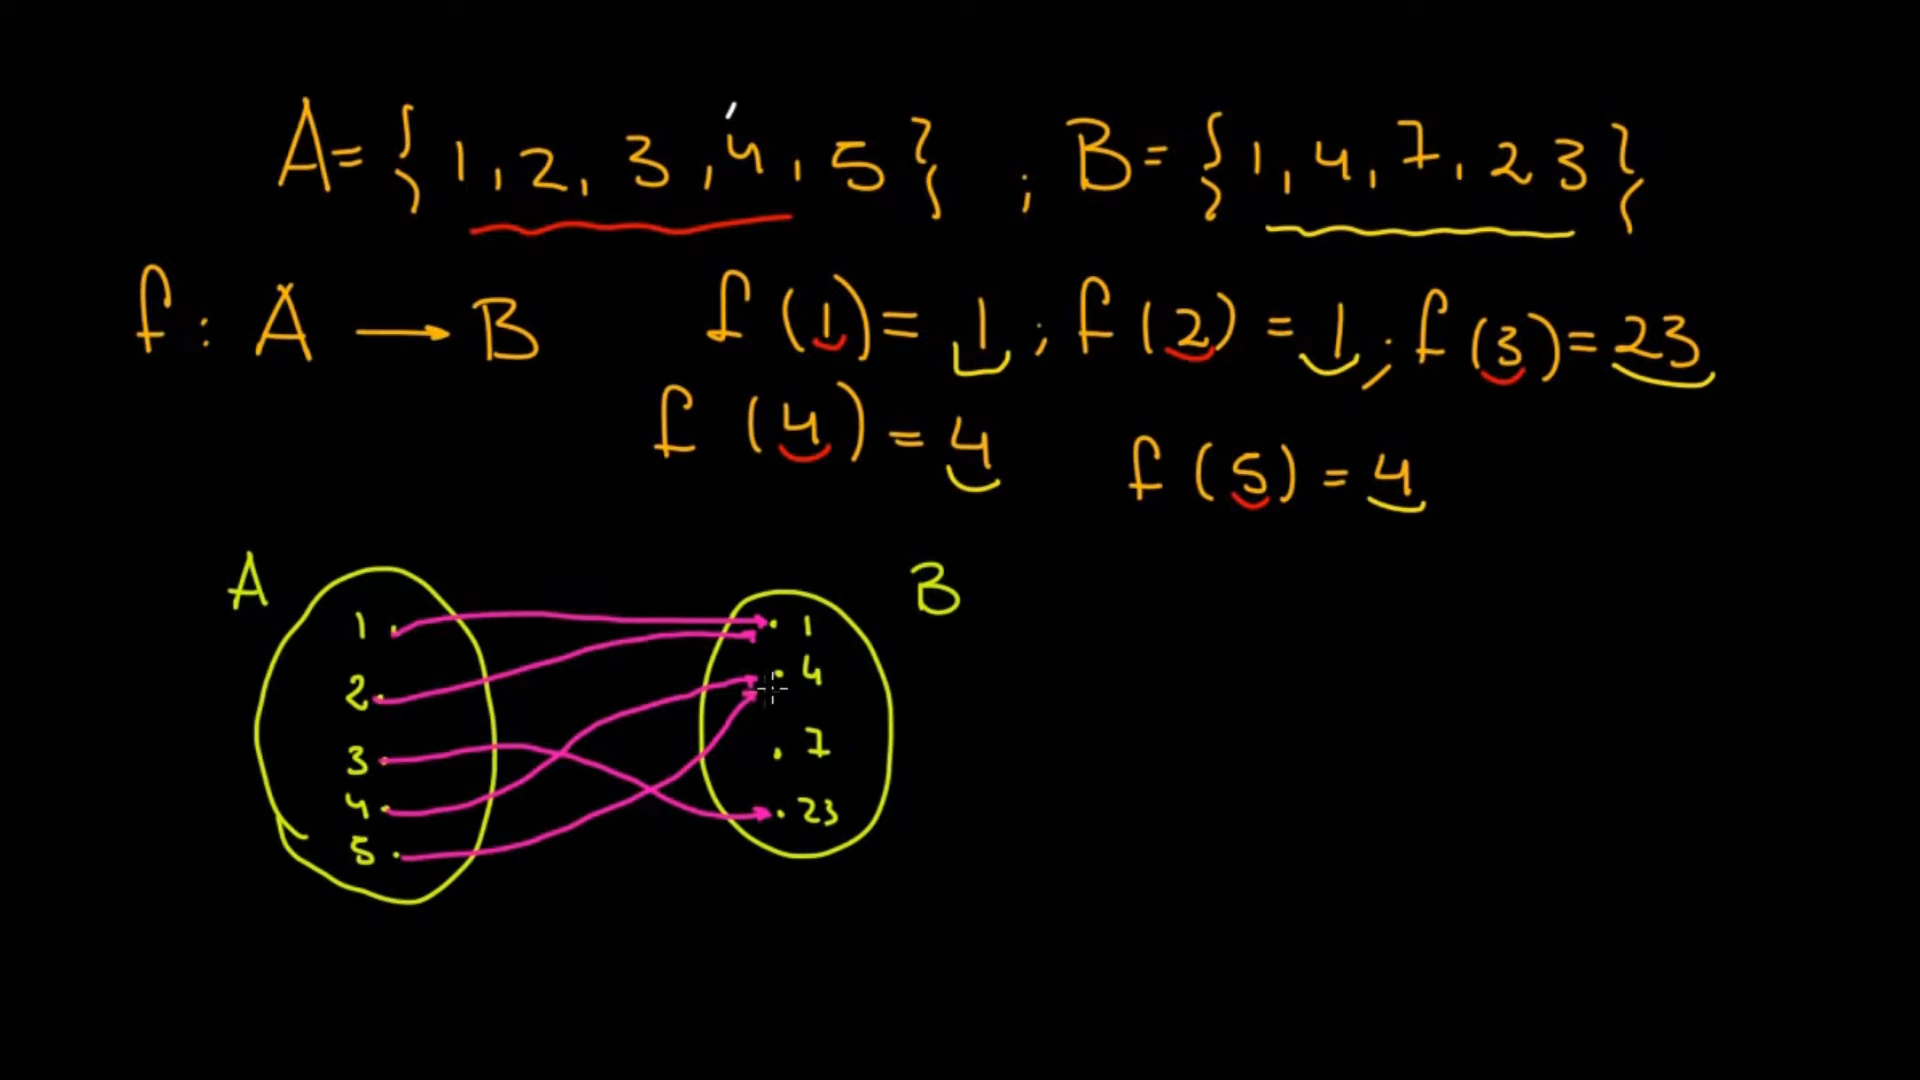 A = { 1 , 2 , 3 , 4 , 5 } ; B = { 1 , 4 , 7 , 23 }
f : A → B f ( 1 ) = 1 ; f ( 2 ) = 1 ; f ( 3 ) = 23
f ( 4 ) = 4 f ( 5 ) = 4
A B
1 1
2 4
3 7
4 23
5